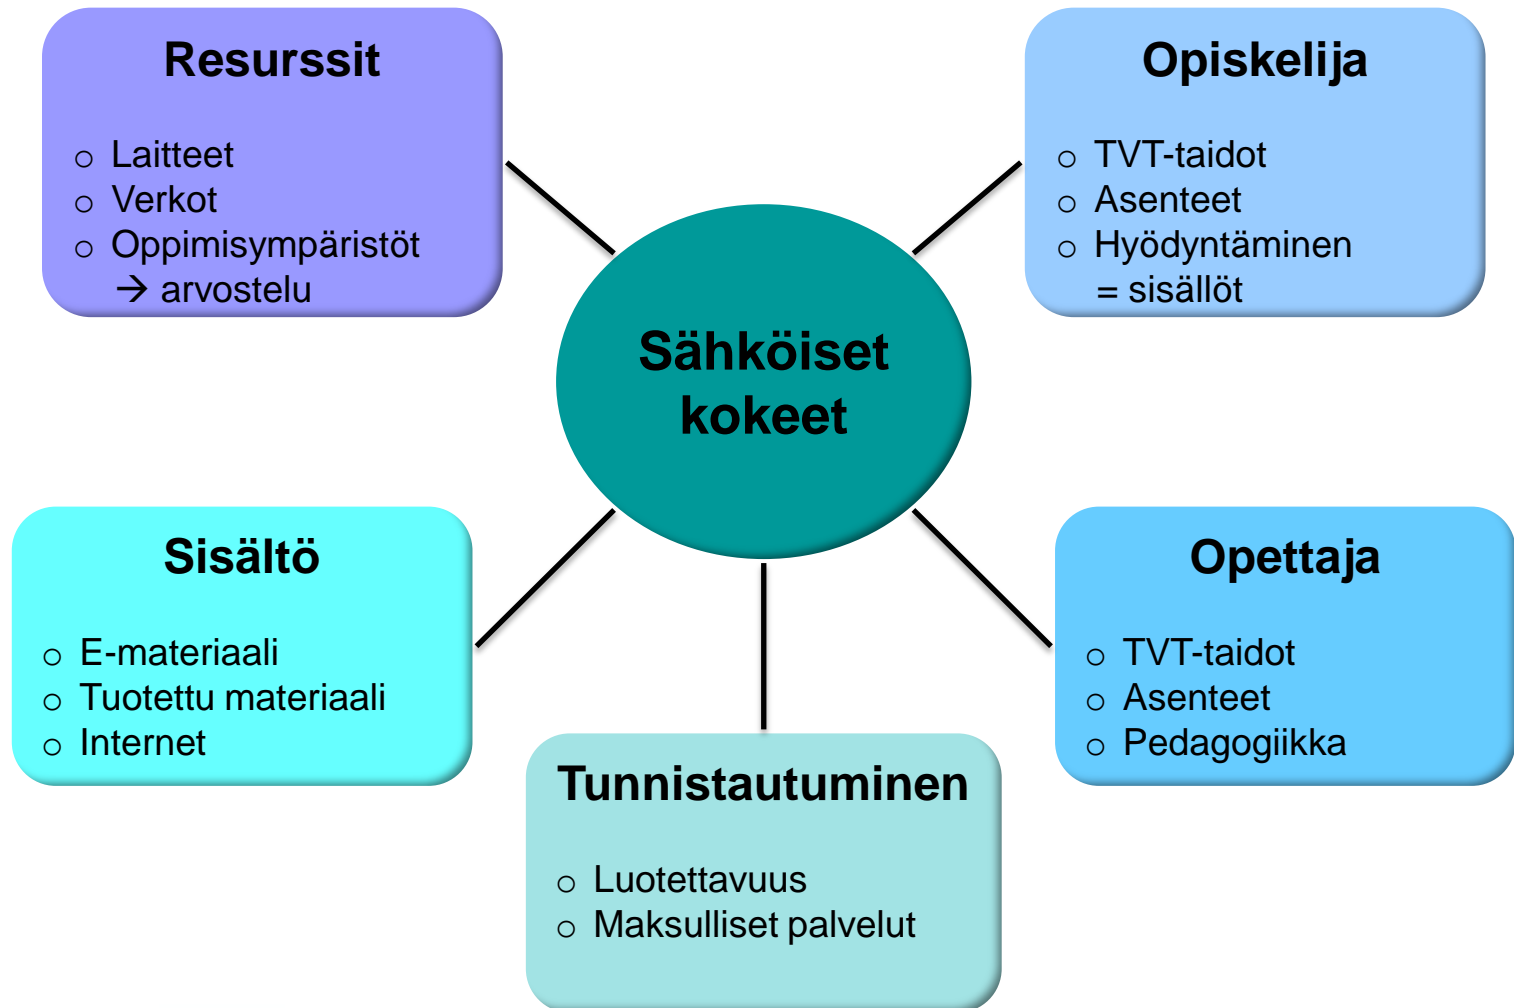 Resurssit
o Laitteet
o Verkot
o Oppimisympäristöt
→ arvostelu
Opiskelija
o TVT-taidot
o Asenteet
o Hyödyntäminen
= sisällöt
Sähköiset
kokeet
Sisältö
o E-materiaali
o Tuotettu materiaali
o Internet
Opettaja
o TVT-taidot
o Asenteet
o Pedagogiikka
Tunnistautuminen
o Luotettavuus
o Maksulliset palvelut